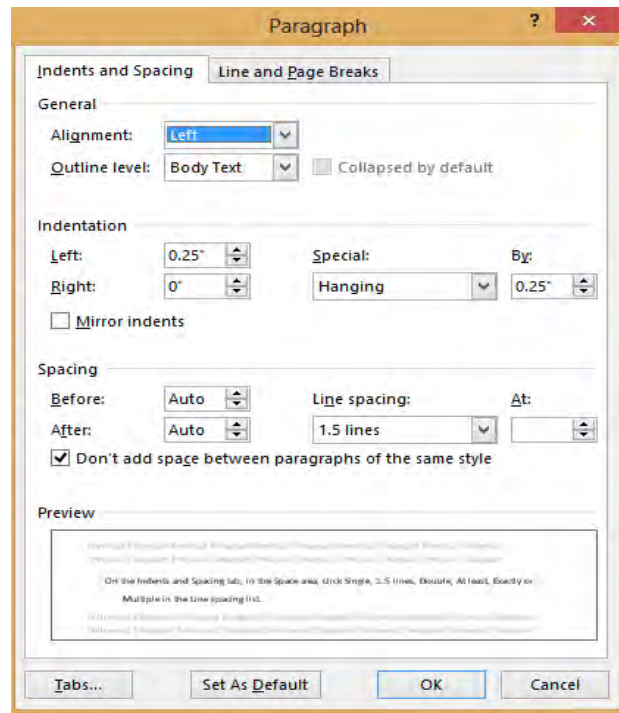 Paragraph ?
Indents and Spacing Line and Page Breaks
General
Alignment: Left
Outline level: Body Text Collapsed by default
Indentation
Left: 0.25" Special: By:
Right: 0" Hanging 0.25"
Mirror indents
Spacing
Before: Auto Line spacing: At:
After: Auto 1.5 lines
Don't add space between paragraphs of the same style
Preview
On the Indents and Spacing tab, in the Space area, click Single, 1.5 lines, Double, At least, Exactly or
Multiple in the Line spacing list.
Tabs... Set As Default OK Cancel